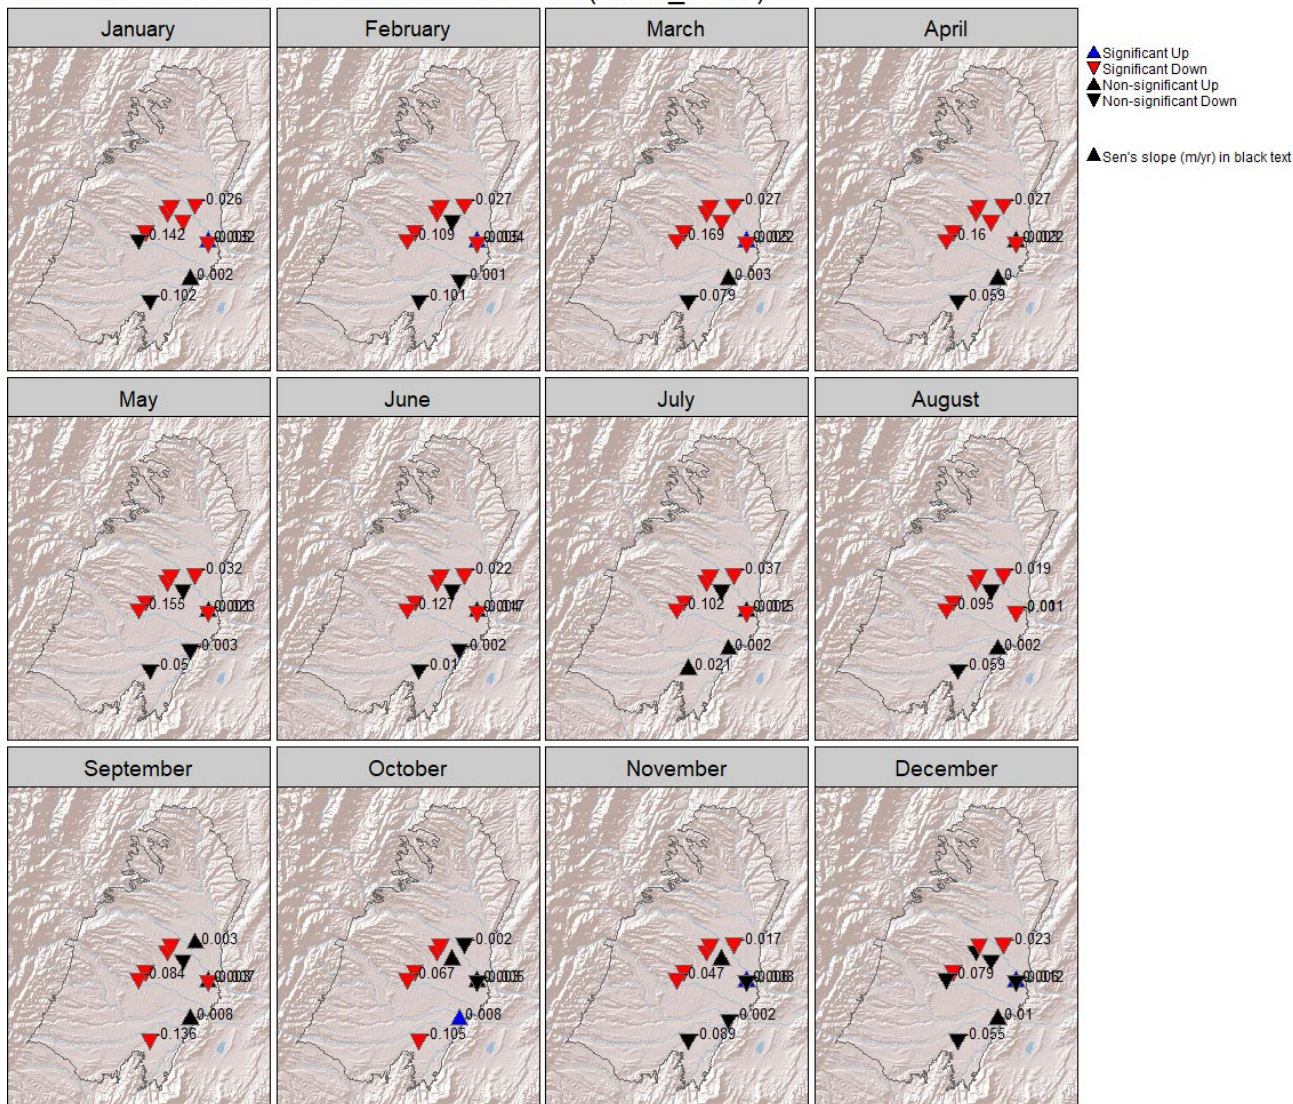 January
February
March
April
Significant Up
Significant Down
Non-significant Up
Non-significant Down
Sen's slope (m/yr) in black text
-0.026
-0.142
0.002
-0.102
-0.027
-0.109
-0.001
-0.101
-0.027
-0.169
0.003
-0.079
-0.027
-0.16
0
-0.059
May
June
July
August
-0.032
-0.155
-0.003
-0.05
-0.022
-0.127
-0.002
-0.01
-0.037
-0.102
0.002
0.021
-0.019
-0.095
0.002
-0.059
September
October
November
December
0.003
-0.084
0.008
-0.136
-0.002
-0.067
0.008
-0.105
-0.017
-0.047
-0.002
-0.089
-0.023
-0.079
0.01
-0.055